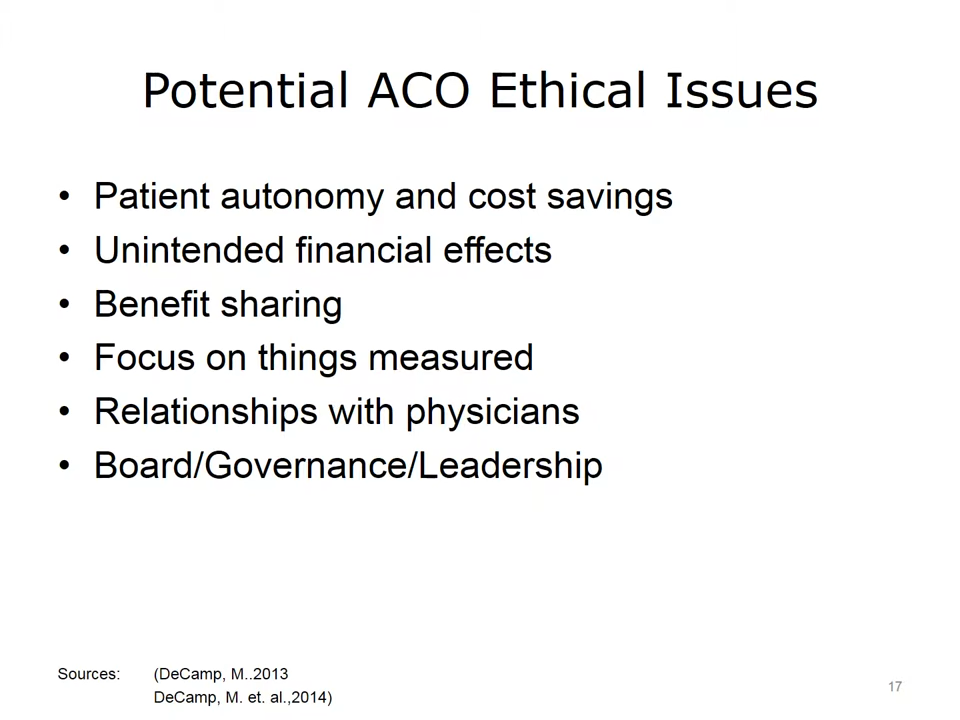 Potential ACO Ethical Issues
• Patient autonomy and cost savings
• Unintended financial effects
• Benefit sharing
• Focus on things measured
• Relationships with physicians
• Board/Governance/Leadership
Sources: (DeCamp, M..2013
DeCamp, M. et. al.,2014)
17